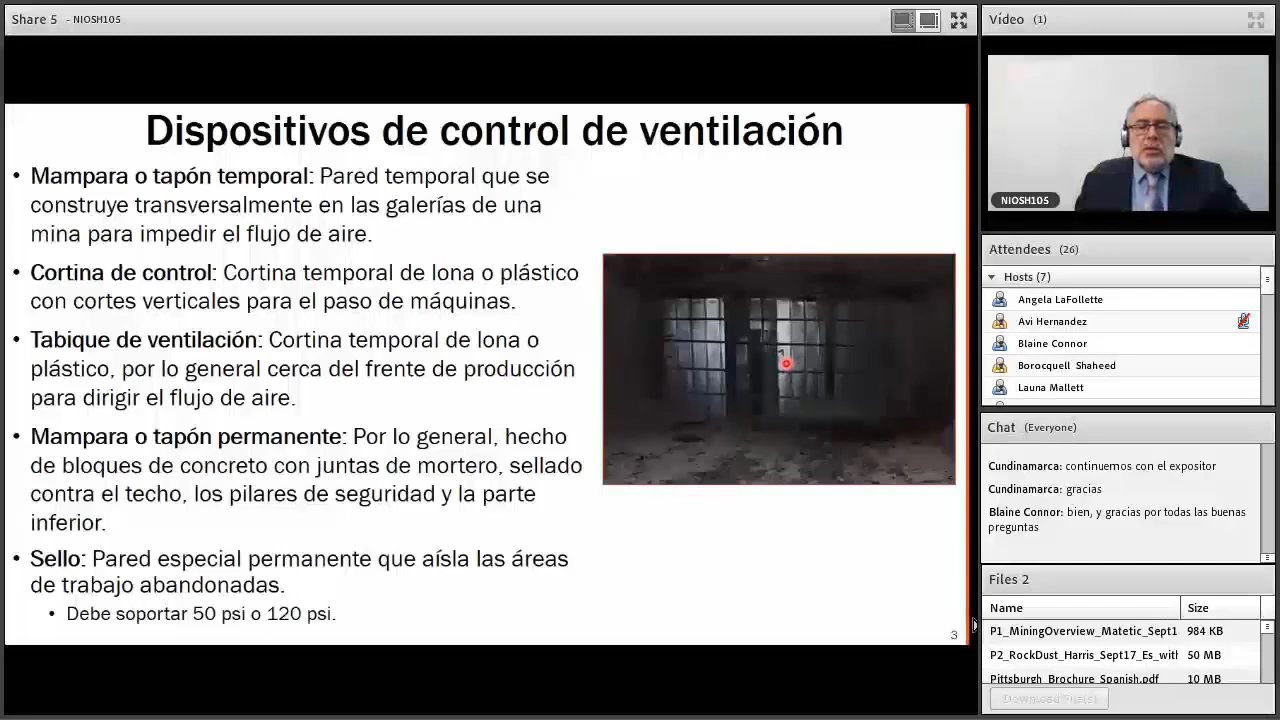 Share 5 - NIOSH105
Dispositivos de control de ventilación
• Mampara o tapón temporal: Pared temporal que se
construye transversalmente en las galerías de una
mina para impedir el flujo de aire.
• Cortina de control: Cortina temporal de lona o plástico
con cortes verticales para el paso de máquinas.
• Tabique de ventilación: Cortina temporal de lona o
plástico, por lo general cerca del frente de producción
para dirigir el flujo de aire.
• Mampara o tapón permanente: Por lo general, hecho
de bloques de concreto con juntas de mortero, sellado
contra el techo, los pilares de seguridad y la parte
inferior.
• Sello: Pared especial permanente que aísla las áreas
de trabajo abandonadas.
• Debe soportar 50 psi o 120 psi.
3
Vídeo (1)
NIOSH105
Attendees (26)
Hosts (7)
Angela LaFollette
Avi Hernandez
Blaine Connor
Borocquell Shaheed
Launa Mallett
Chat (Everyone)
Cundinamarca: continuemos con el expositor
Cundinamarca: gracias
Blaine Connor: bien, y gracias por todas las buenas
preguntas
Files 2
Name Size
P1_MiningOverview_Matetic_Sept1 984 KB
P2_RockDust_Harris_Sept17_Es_with 50 MB
Pittsburgh_Brochure_Spanish.pdf 10 MB
Download File(s)